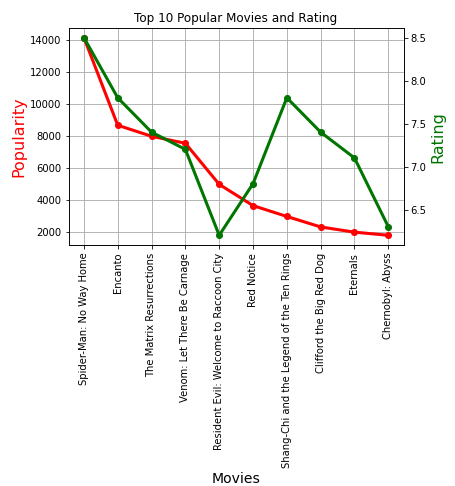 Top 10 Popular Movies and Rating
14000
12000
10000
8000
6000
4000
2000
Popularity
8.5
8.0
7.5
7.0
6.5
Rating
Spider-Man: No Way Home
Encanto
The Matrix Resurrections
Venom: Let There Be Carnage
Resident Evil: Welcome to Raccoon City
Red Notice
Shang-Chi and the Legend of the Ten Rings
Clifford the Big Red Dog
Eternals
Chernobyl: Abyss
Movies